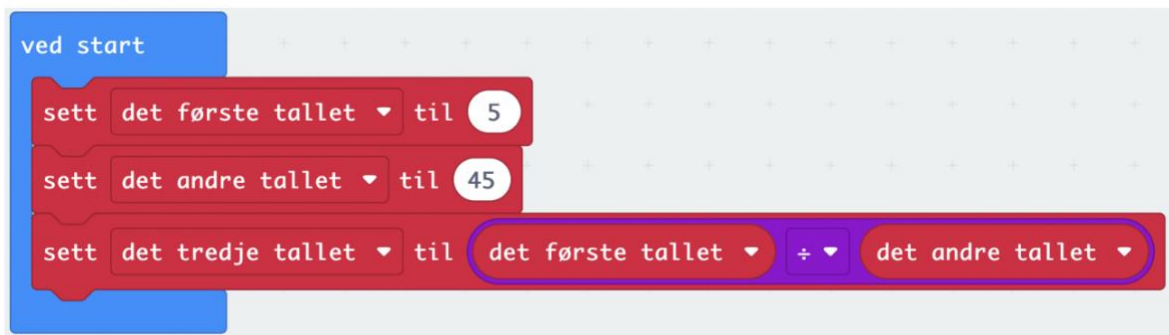 ved start
sett det første tallet til 5
sett det andre tallet til 45
sett det tredje tallet til det første tallet ÷ det andre tallet